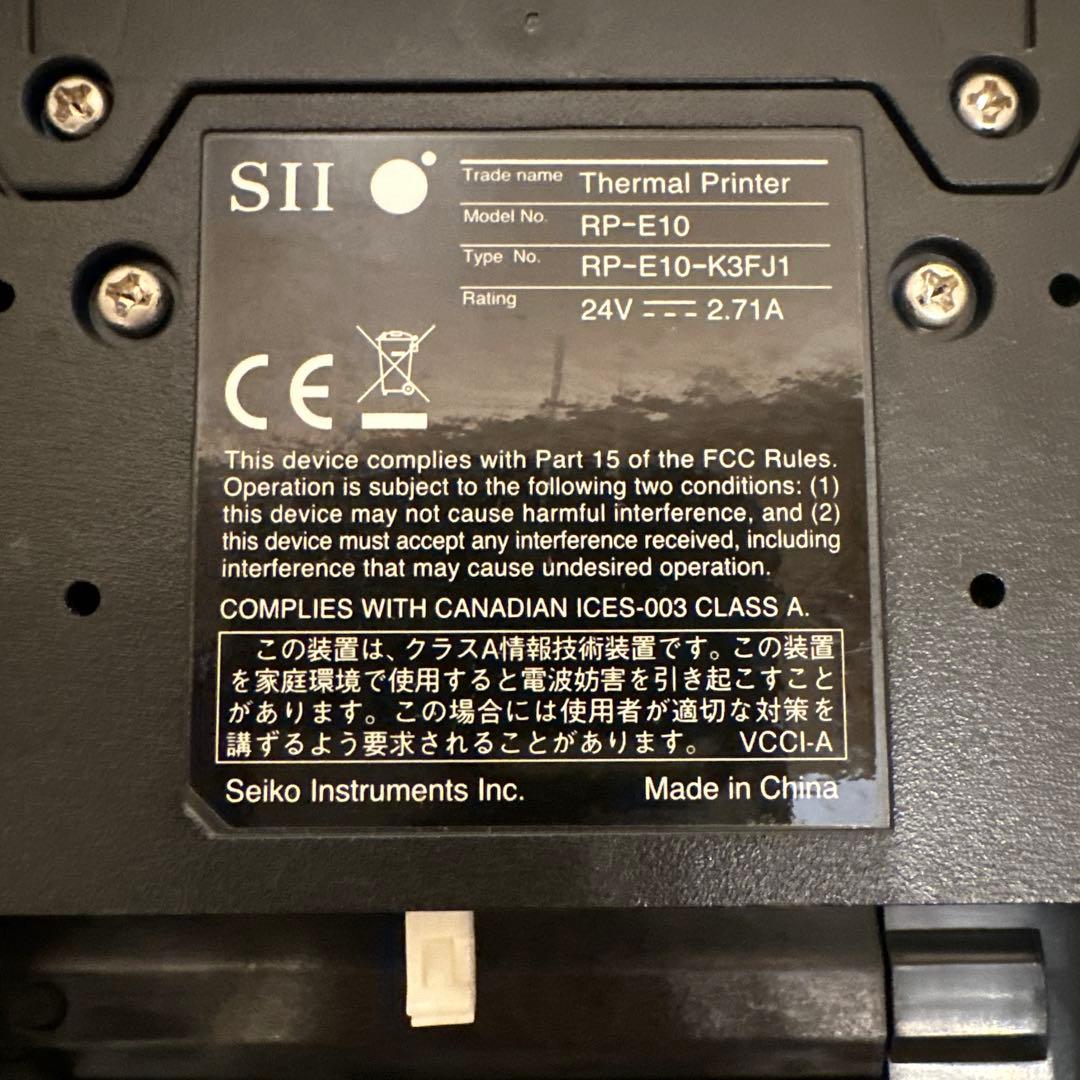 SII
Trade name Thermal Printer
Model No. RP-E10
Type No. RP-E10-K3FJ1
Rating 24V 2.71A
CE
This device complies with Part 15 of the FCC Rules.
Operation is subject to the following two conditions: (1)
this device may not cause harmful interference, and (2)
this device must accept any interference received, including
interference that may cause undesired operation.
COMPLIES WITH CANADIAN ICES-003 CLASS A.
この装置は、クラスA情報技術装置です。この装置
を家庭環境で使用すると電波妨害を引き起こすこと
があります。この場合には使用者が適切な対策を
講ずるよう要求されることがあります。 VCCI-A
Seiko Instruments Inc. Made in China